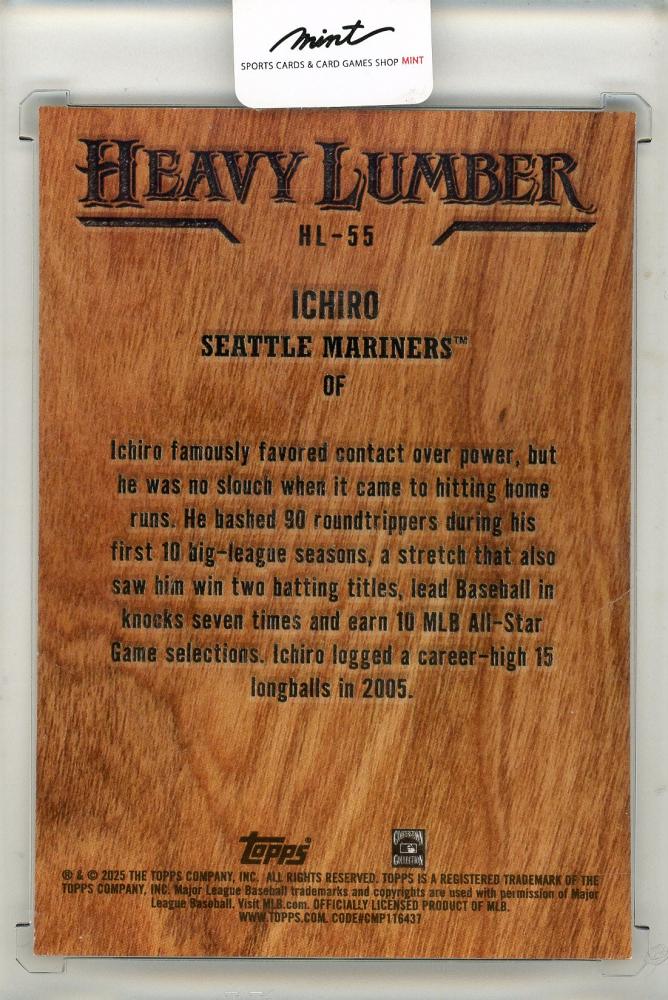 mint
SPORTS CARDS & CARD GAMES SHOP MINT
HEAVY LUMBER
HL-55
ICHIRO
SEATTLE MARINERS™
OF
Ichiro famously favored contact over power, but
he was no slouch when it came to hitting home
runs. He bashed 90 roundtrippers during his
first 10 big-league seasons, a stretch that also
saw him win two batting titles, lead Baseball in
knocks seven times and earn 10 MLB All-Star
Game selections. Ichiro logged a career-high 15
longballs in 2005.
Topps®
COOPERSTOWN
COLLECTION
® & © 2025 THE TOPPS COMPANY, INC. ALL RIGHTS RESERVED. TOPPS IS A REGISTERED TRADEMARK OF THE
TOPPS COMPANY, INC. Major League Baseball trademarks and copyrights are used with permission of Major
League Baseball. Visit MLB.com. OFFICIALLY LICENSED PRODUCT OF MLB.
WWW.TOPPS.COM. CODE#CMP116437